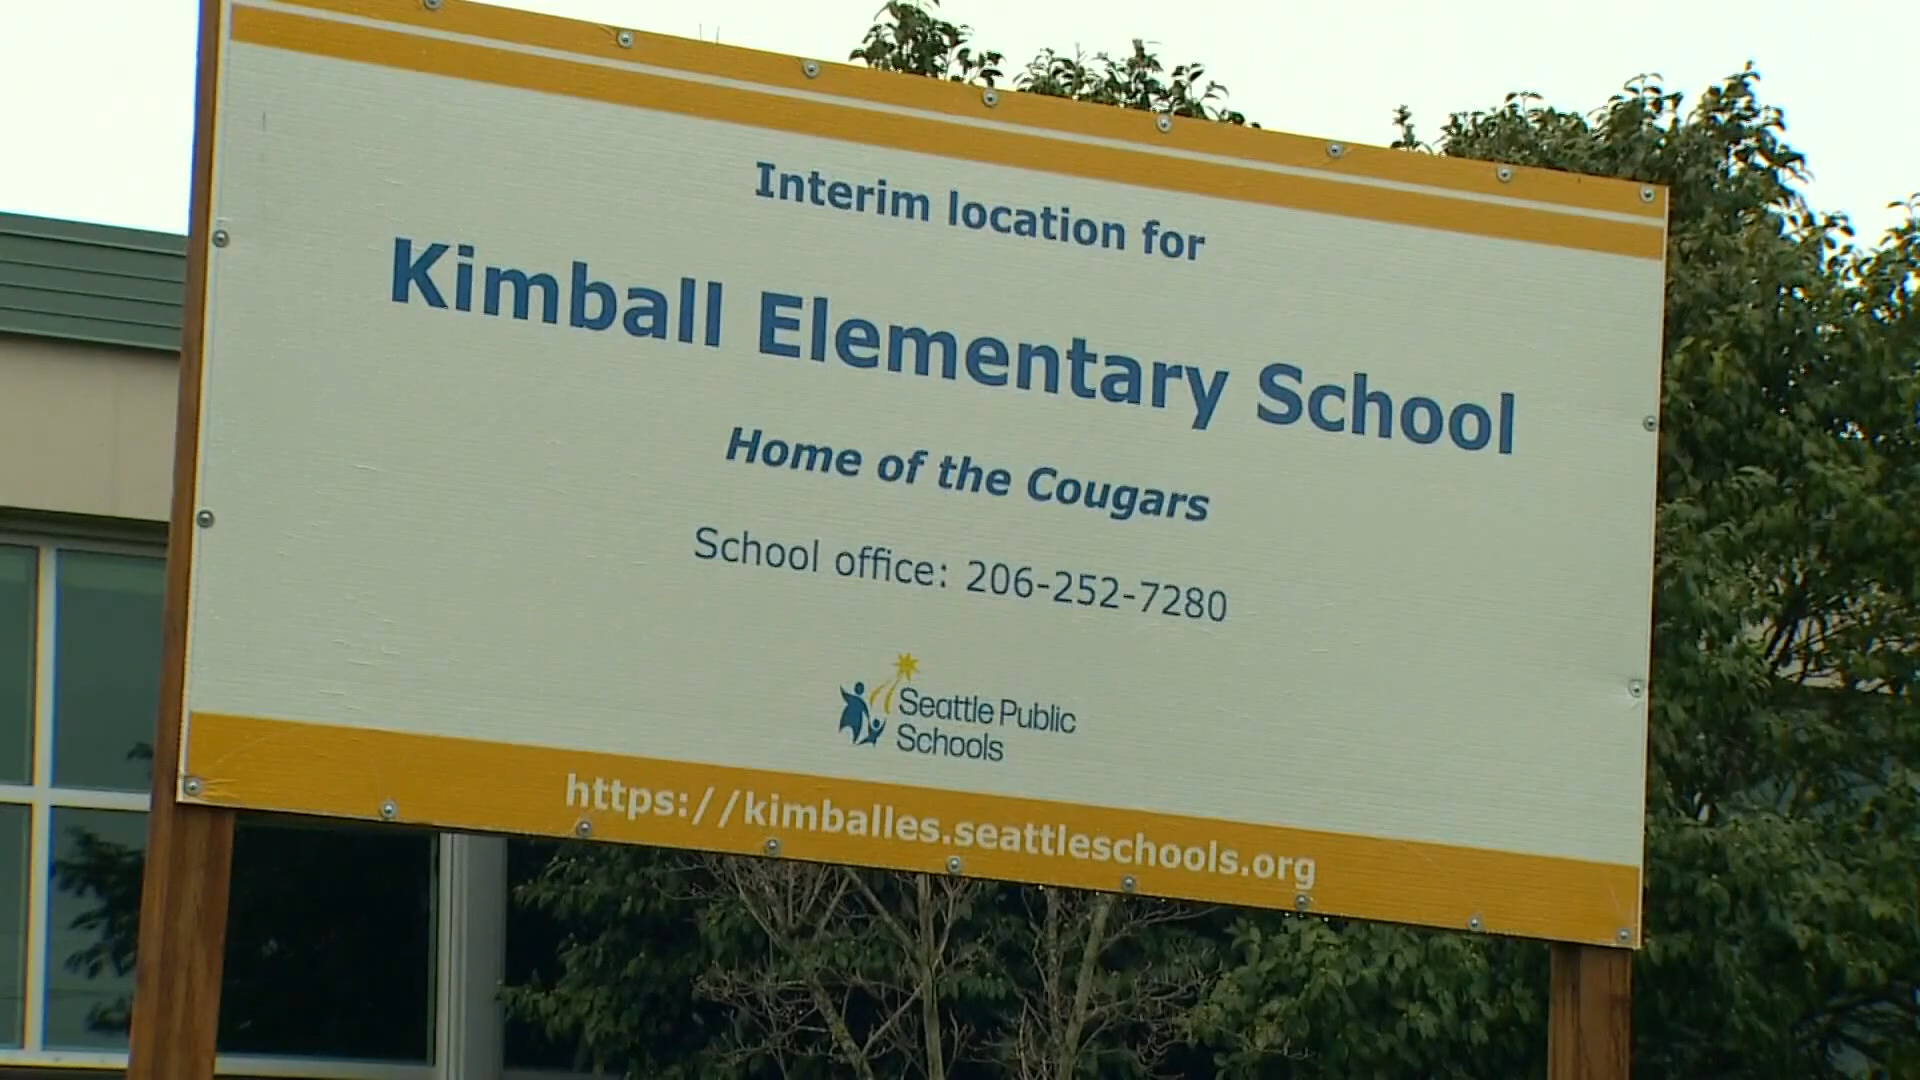 Interim location for
Kimball Elementary School
Home of the Cougars
School office: 206-252-7280
Seattle Public
Schools
https://kimballes.seattleschools.org